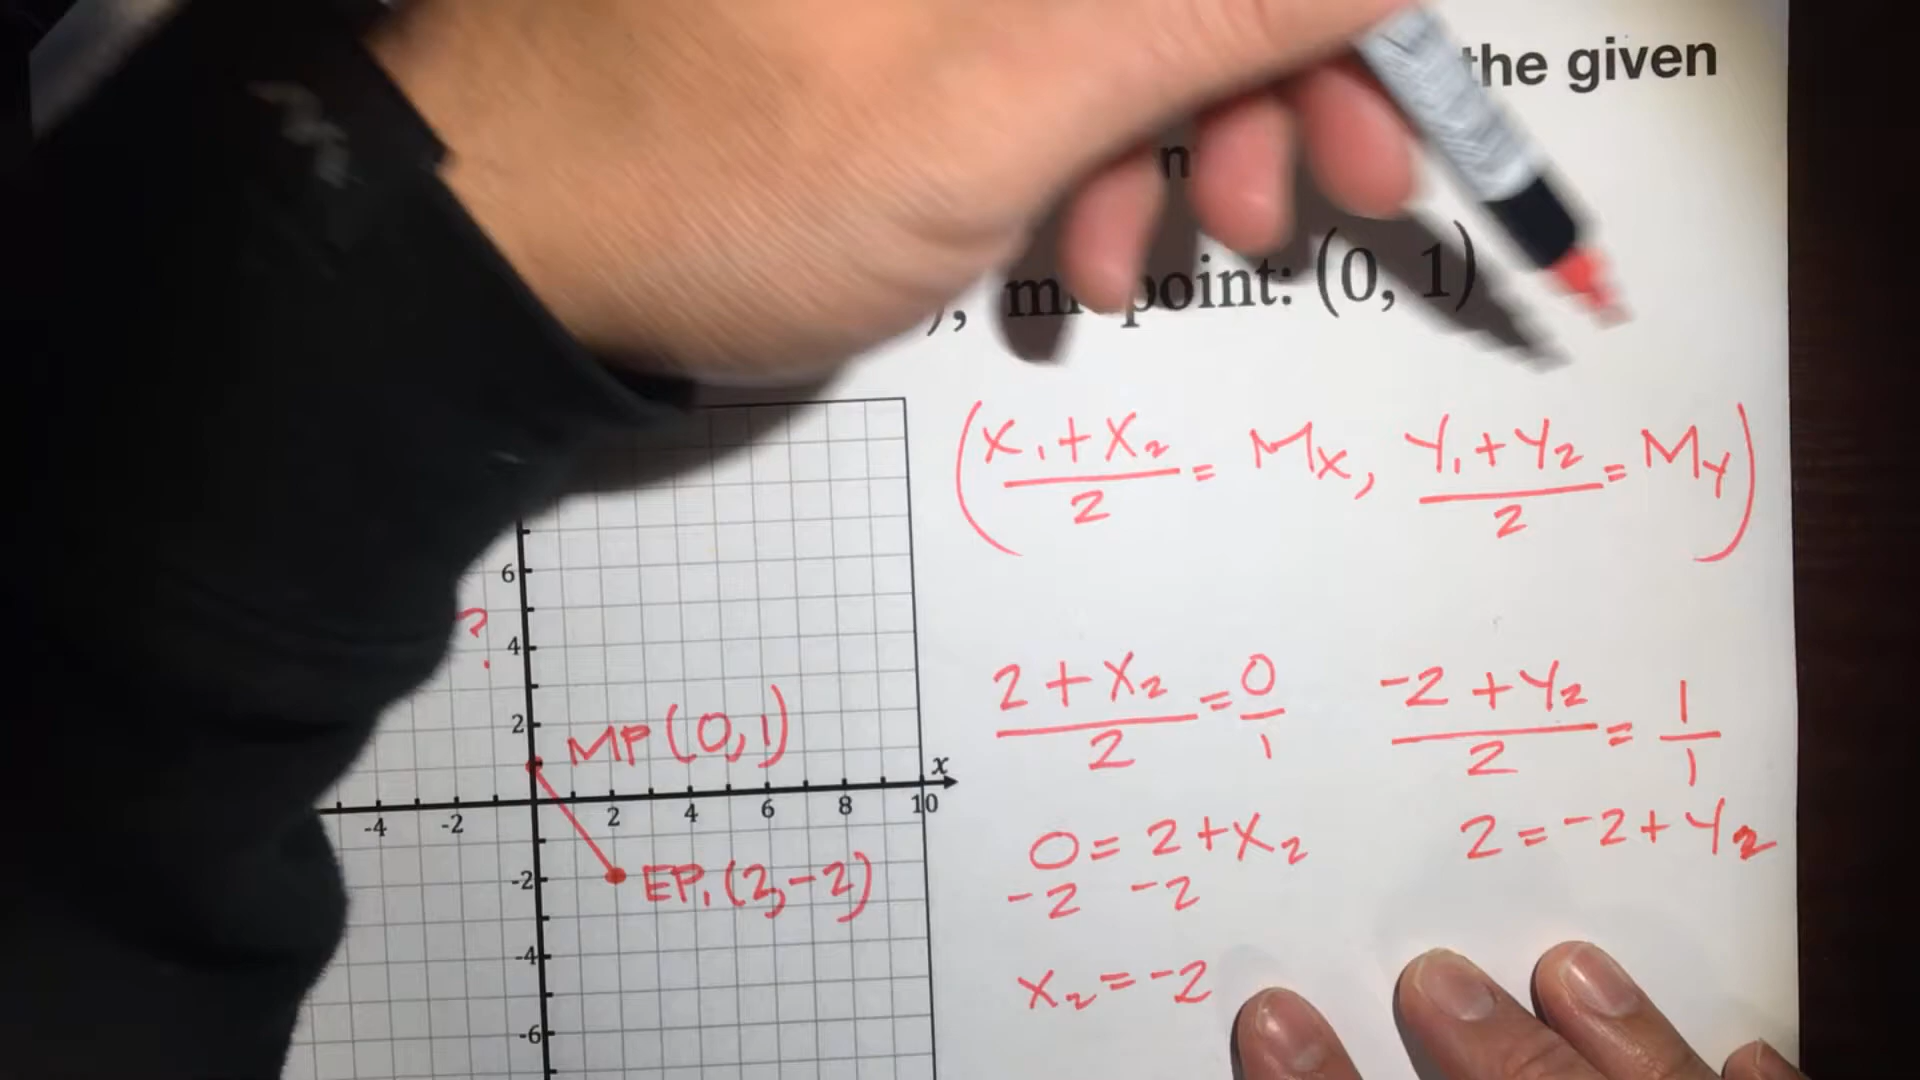 the given
point: (0, 1)
(X₁+X₂/2 = Mx, Y₁+Y₂/2 = My)
6
?
4
2+X₂/2 = 0/1
-2+Y₂/2 = 1/1
2
MP(0,1)
x
-4 -2 2 4 6 8 10
0=2+X₂
2=-2+Y₂
-2 EP₁(2,-2)
-2 -2
-4
X₂=-2
-6